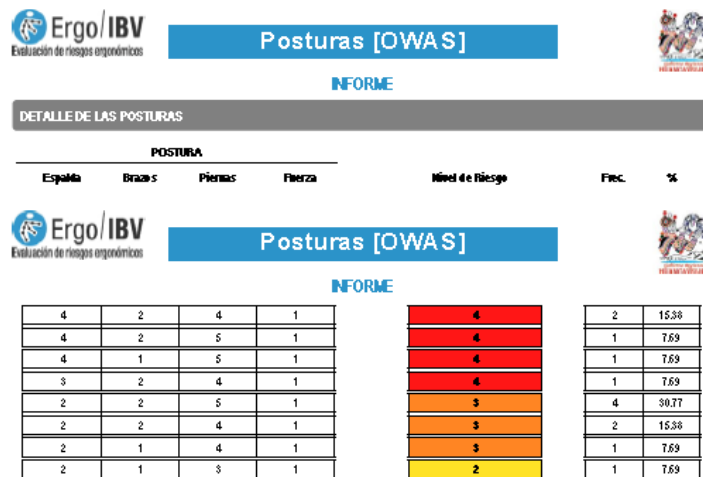 Ergo/IBV
Evaluación de riesgos ergonómicos
Posturas [OWAS]
INFORME
DETALLE DE LAS POSTURAS
POSTURA
Espalda Brazos Piernas Fuerza Nivel de Riesgo Frec. %
Ergo/IBV
Evaluación de riesgos ergonómicos
Posturas [OWAS]
INFORME
4 2 4 1 4 2 15.38
4 2 5 1 4 1 7.69
4 1 5 1 4 1 7.69
3 2 4 1 4 1 7.69
2 2 5 1 3 4 30.77
2 2 4 1 3 2 15.38
2 1 4 1 3 1 7.69
2 1 3 1 2 1 7.69